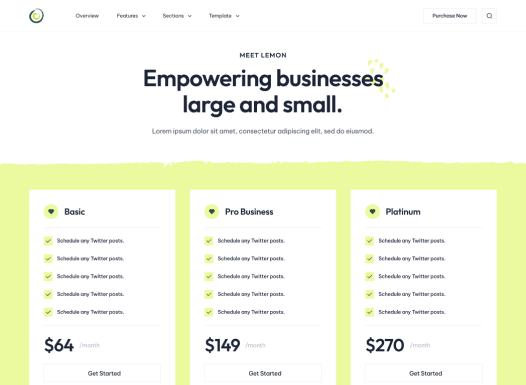 Overview
Features
Sections
Template
Purchase Now
MEET LEMON
Empowering businesses
large and small.
Lorem ipsum dolor sit amet, consectetur adipiscing elit, sed do eiusmod.
Basic
Schedule any Twitter posts.
Schedule any Twitter posts.
Schedule any Twitter posts.
Schedule any Twitter posts.
Schedule any Twitter posts.
$64 /month
Get Started
Pro Business
Schedule any Twitter posts.
Schedule any Twitter posts.
Schedule any Twitter posts.
Schedule any Twitter posts.
Schedule any Twitter posts.
$149 /month
Get Started
Platinum
Schedule any Twitter posts.
Schedule any Twitter posts.
Schedule any Twitter posts.
Schedule any Twitter posts.
Schedule any Twitter posts.
$270 /month
Get Started